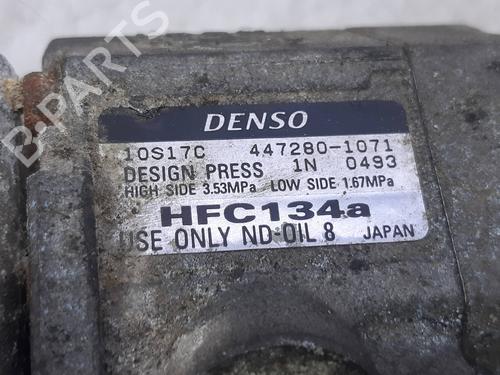 B-PARTS
DENSO
10S17C 447280-1071
DESIGN PRESS 1N 0493
HIGH SIDE 3.53MPa LOW SIDE 1.67MPa
HFC134a
USE ONLY ND-OIL 8 JAPAN